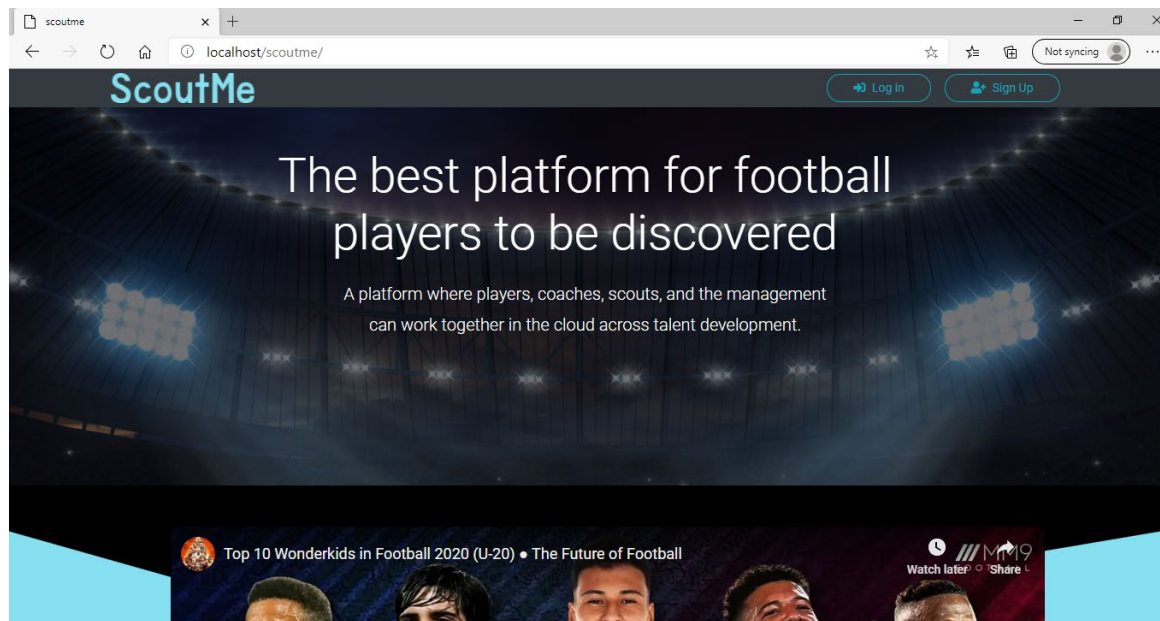 scoutme
localhost/scoutme/
Not syncing
ScoutMe
Log in
Sign Up
The best platform for football
players to be discovered
A platform where players, coaches, scouts, and the management
can work together in the cloud across talent development.
Top 10 Wonderkids in Football 2020 (U-20) ● The Future of Football
MM9
Watch later
Share